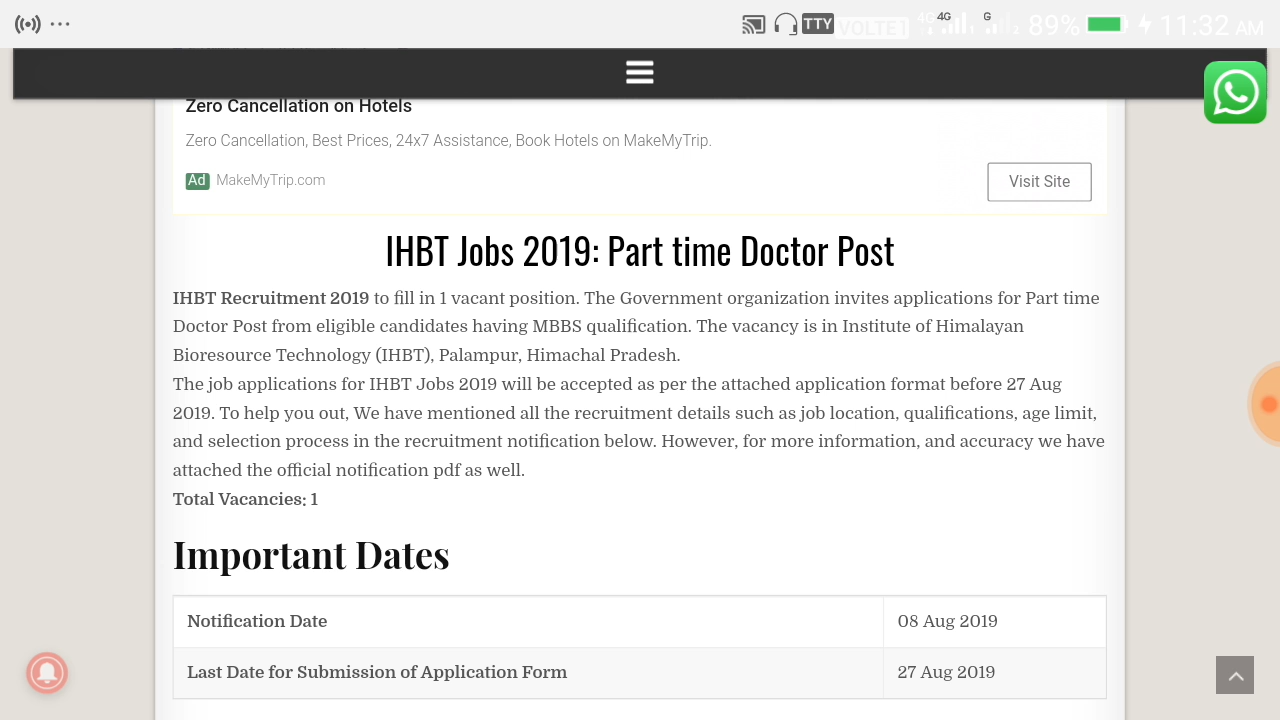 TTY VOLTE1 4G 4G G 89% 11:32 AM
Zero Cancellation on Hotels
Zero Cancellation, Best Prices, 24x7 Assistance, Book Hotels on MakeMyTrip.
Ad MakeMyTrip.com
Visit Site
IHBT Jobs 2019: Part time Doctor Post
IHBT Recruitment 2019 to fill in 1 vacant position. The Government organization invites applications for Part time
Doctor Post from eligible candidates having MBBS qualification. The vacancy is in Institute of Himalayan
Bioresource Technology (IHBT), Palampur, Himachal Pradesh.
The job applications for IHBT Jobs 2019 will be accepted as per the attached application format before 27 Aug
2019. To help you out, We have mentioned all the recruitment details such as job location, qualifications, age limit,
and selection process in the recruitment notification below. However, for more information, and accuracy we have
attached the official notification pdf as well.
Total Vacancies: 1
Important Dates
Notification Date 08 Aug 2019
Last Date for Submission of Application Form 27 Aug 2019